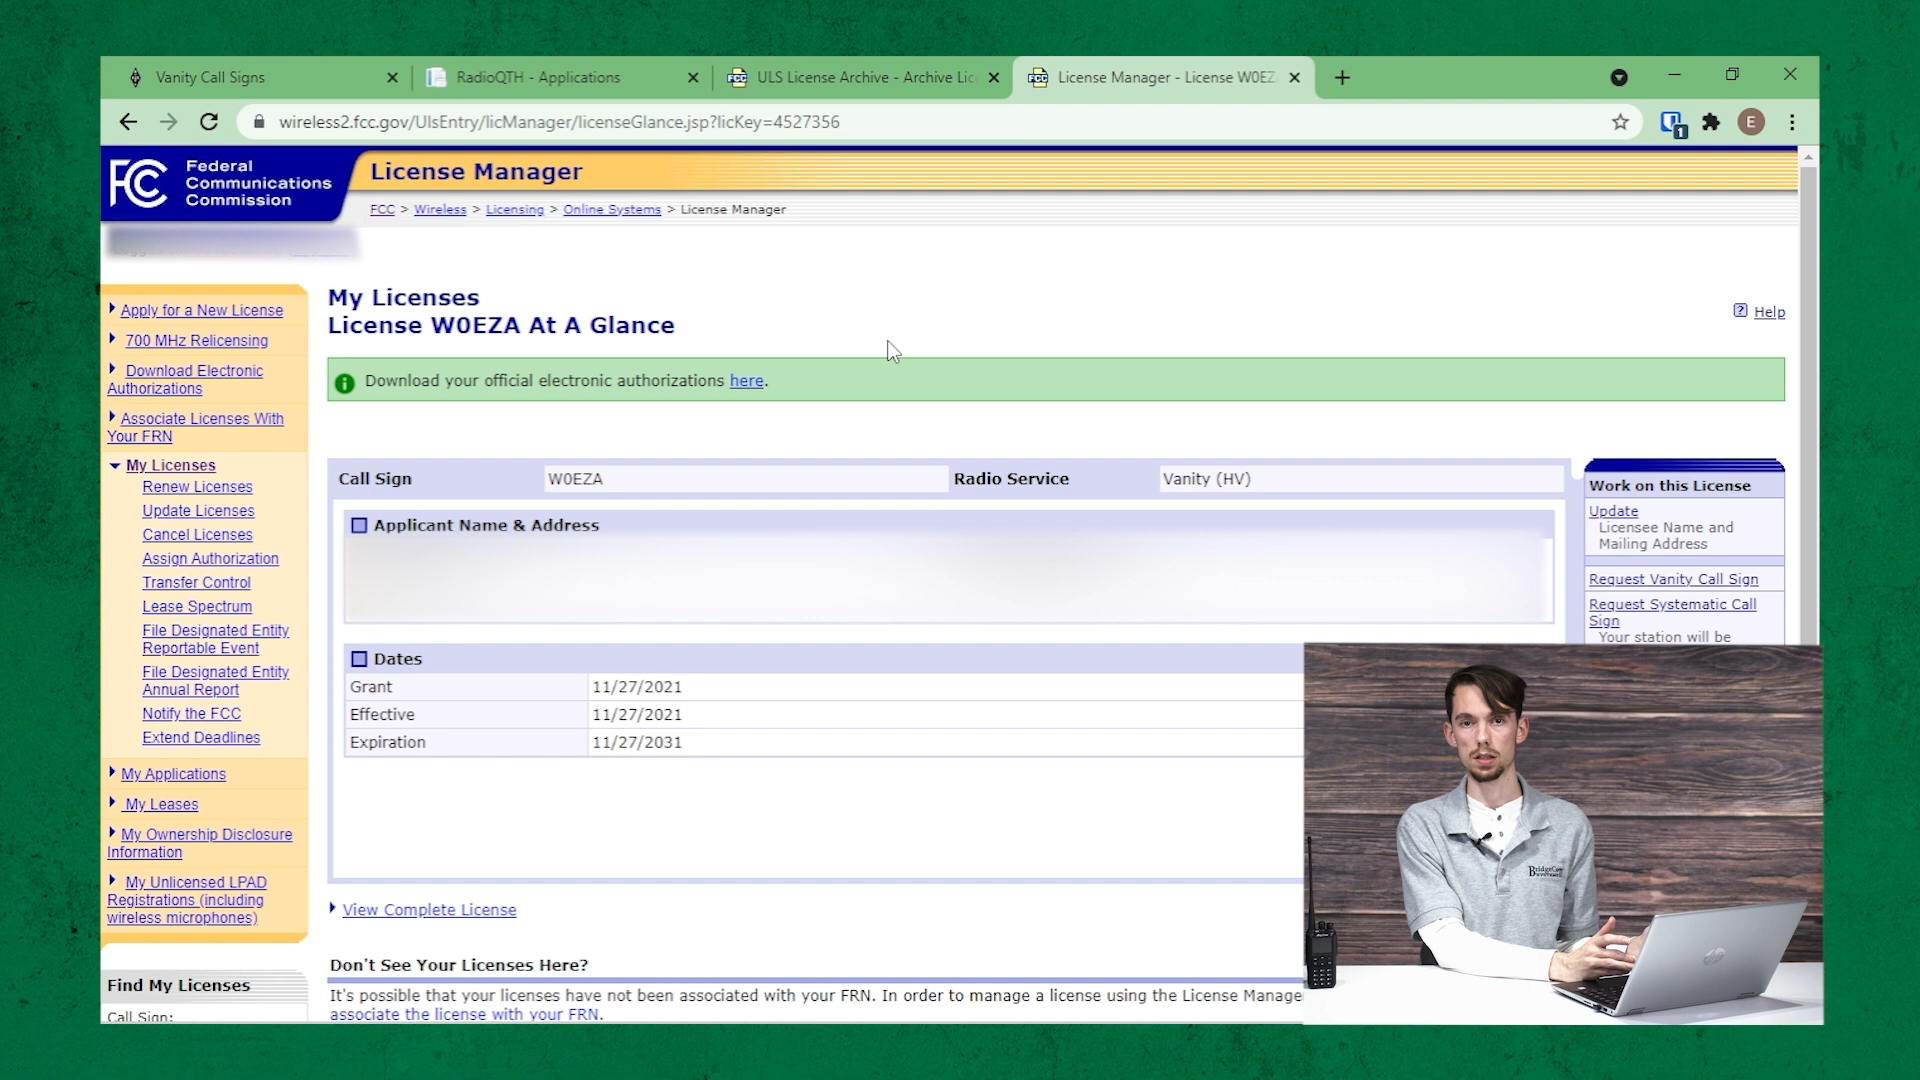 Vanity Call Signs
RadioQTH - Applications
ULS License Archive - Archive Lic
License Manager - License W0EZ
wireless2.fcc.gov/UlsEntry/licManager/licenseGlance.jsp?licKey=4527356
1
E
FCC
Federal
Communications
Commission
License Manager
FCC > Wireless > Licensing > Online Systems > License Manager
Apply for a New License
700 MHz Relicensing
Download Electronic
Authorizations
Associate Licenses With
Your FRN
My Licenses
Renew Licenses
Update Licenses
Cancel Licenses
Assign Authorization
Transfer Control
Lease Spectrum
File Designated Entity
Reportable Event
File Designated Entity
Annual Report
Notify the FCC
Extend Deadlines
My Applications
My Leases
My Ownership Disclosure
Information
My Unlicensed LPAD
Registrations (including
wireless microphones)
Find My Licenses
Call Sign:
My Licenses
License W0EZA At A Glance
? Help
Download your official electronic authorizations here.
Call Sign W0EZA Radio Service Vanity (HV)
Applicant Name & Address
Dates
Grant 11/27/2021
Effective 11/27/2021
Expiration 11/27/2031
View Complete License
Don't See Your Licenses Here?
It's possible that your licenses have not been associated with your FRN. In order to manage a license using the License Manage
associate the license with your FRN.
Work on this License
Update
Licensee Name and
Mailing Address
Request Vanity Call Sign
Request Systematic Call
Sign
Your station will be
hp